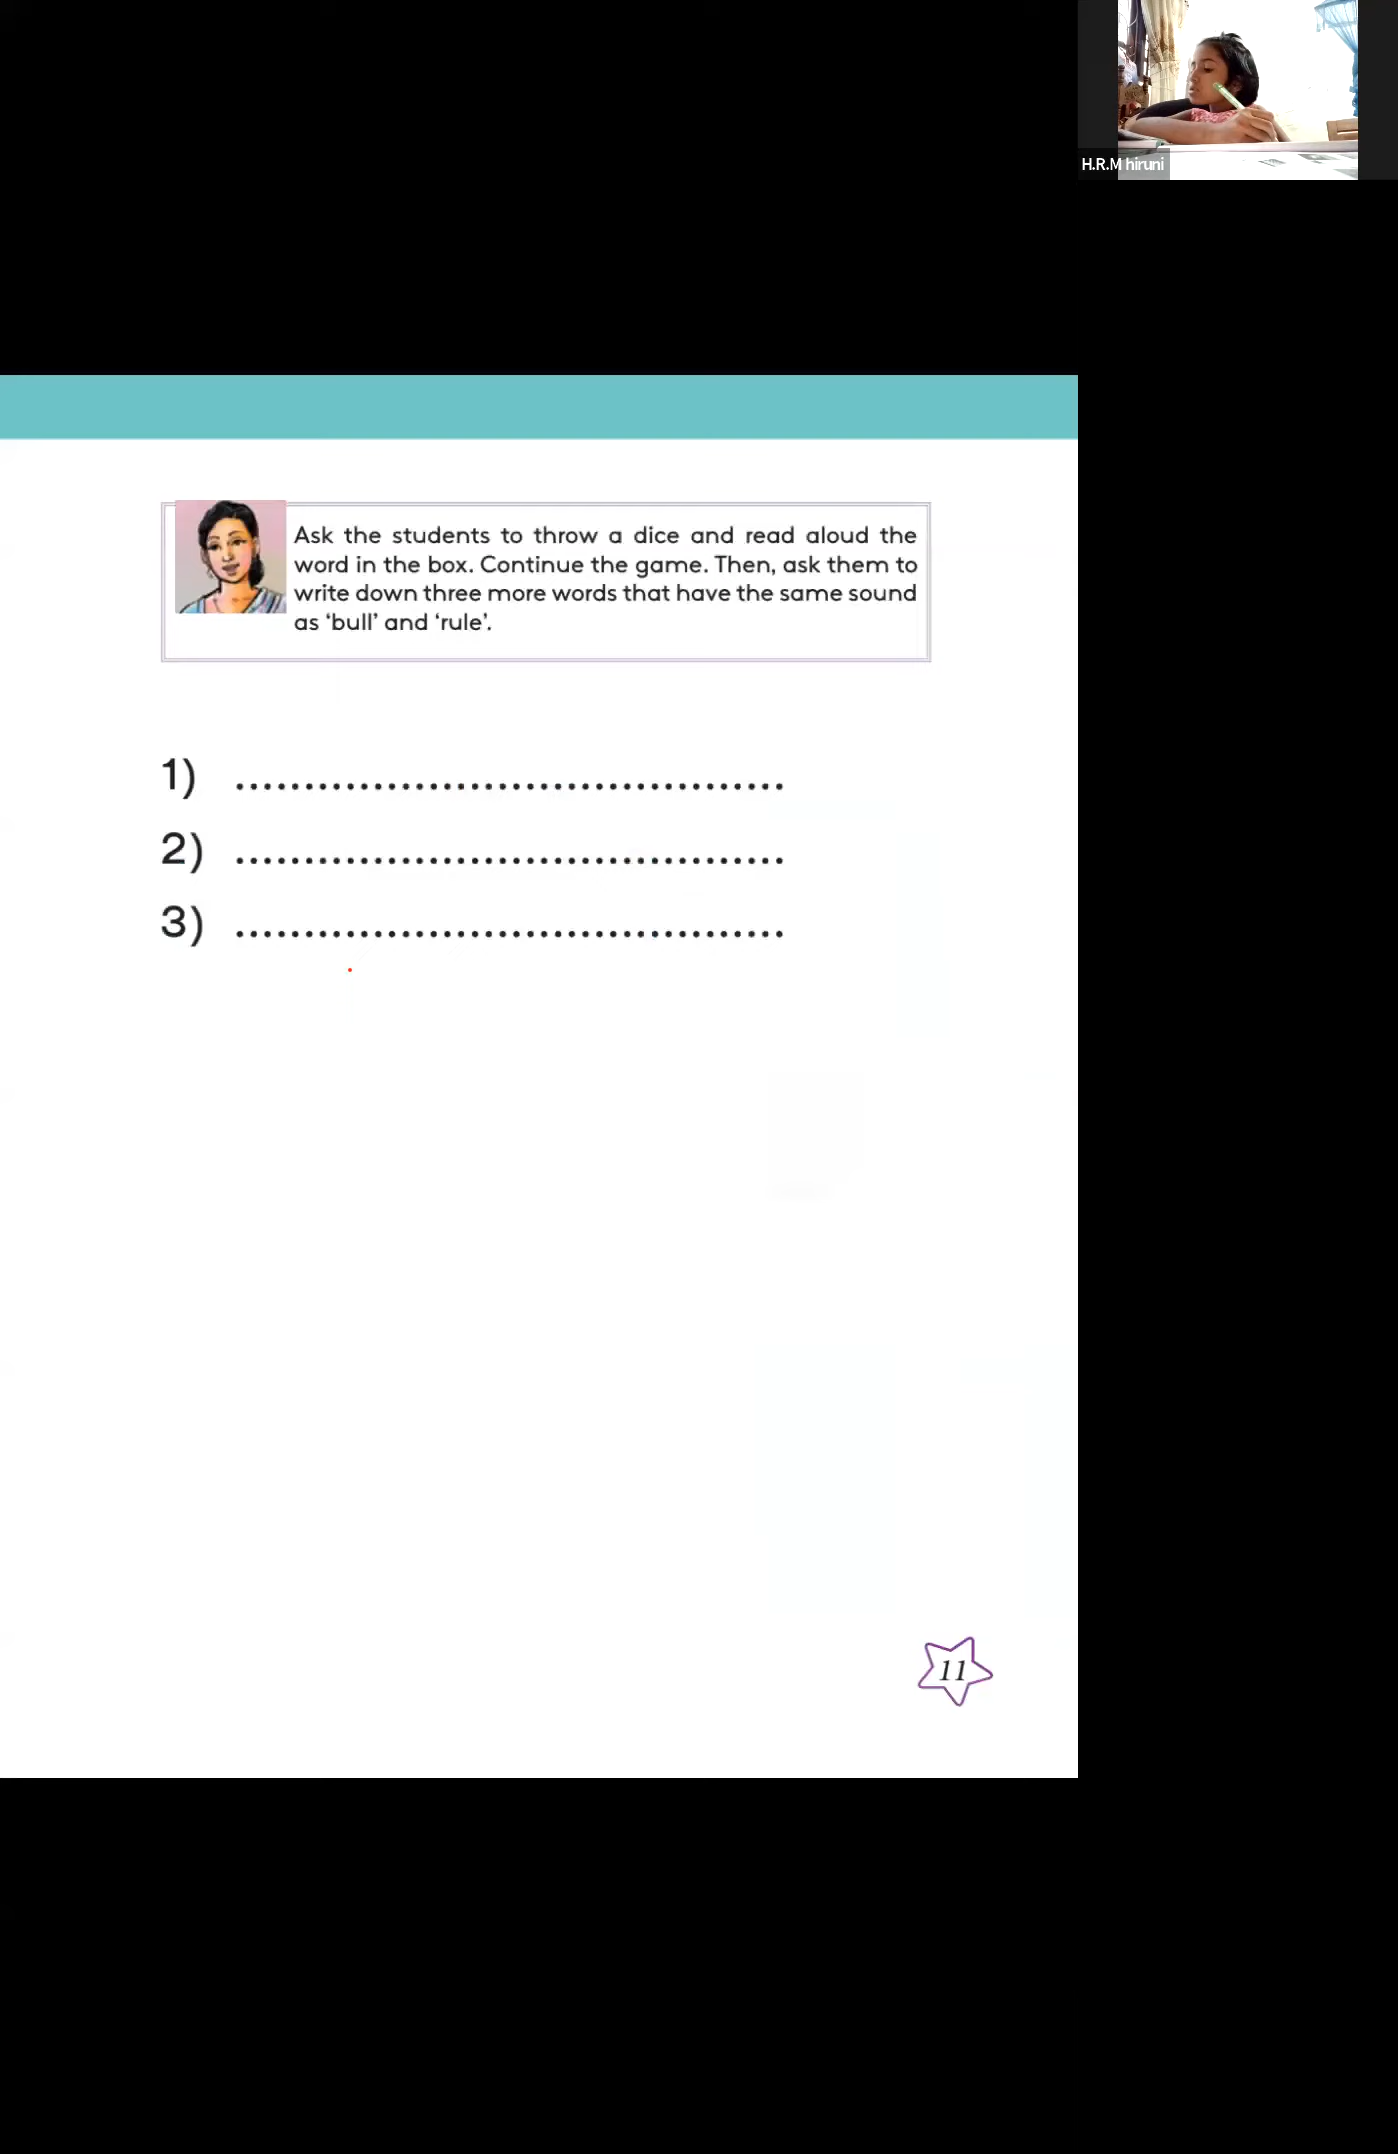 H.R.M hiruni
Ask the students to throw a dice and read aloud the
word in the box. Continue the game. Then, ask them to
write down three more words that have the same sound
as ‘bull’ and ‘rule’.
1) ........................................
2) ........................................
3) ........................................
11